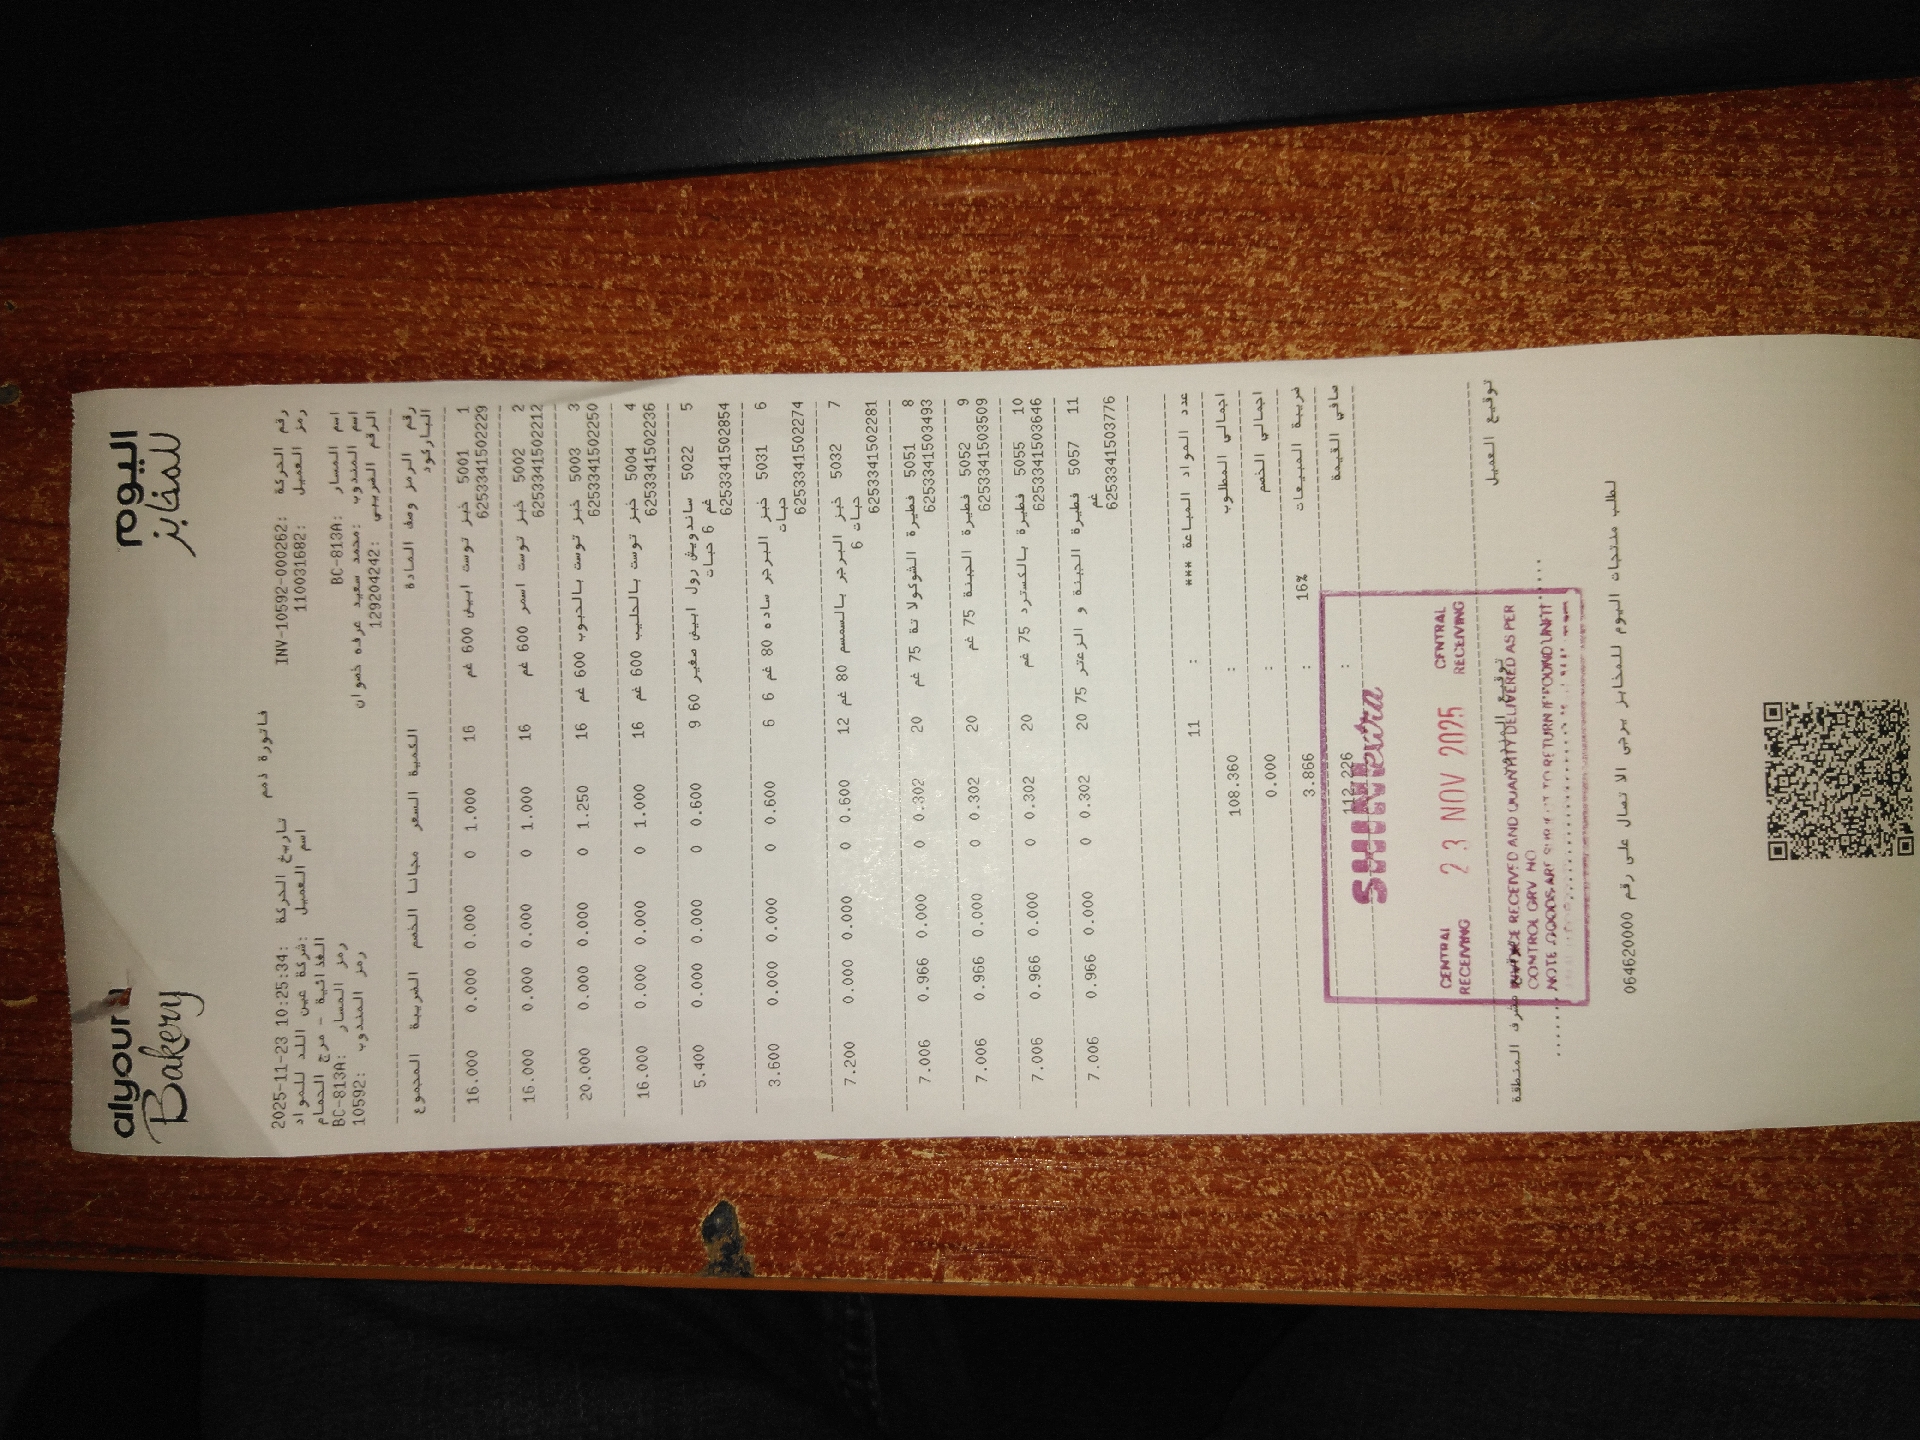 alyoum Bakery اليوم للمخابز
فاتورة ذمم
رقم الحركة :INV-10592-000262 تاريخ الحركة :2025-11-23 10:25:34
رمز العميل :110031682 اسم العميل :شركة عين الله للمواد
الغذائية - مرج الحمام
اسم المسار :BC-813A رمز المسار :BC-813A
اسم المندوب :محمد سعيد عرفه خضوان رمز المندوب :10592
الرقم الضريبي :129204242
رقم الرمز وصف المادة الكمية السعر مجانا الخصم الضريبة المجموع
الباركود
1 5001 خبز توست ابيض 600 غم 16 1.000 0 0.000 0.000 16.000
6253341502229
2 5002 خبز توست اسمر 600 غم 16 1.000 0 0.000 0.000 16.000
6253341502212
3 5003 خبز توست بالحبوب 600 غم 16 1.250 0 0.000 0.000 20.000
6253341502250
4 5004 خبز توست بالحليب 600 غم 16 1.000 0 0.000 0.000 16.000
6253341502236
5 5022 ساندويش رول ابيض صغير 60 9 0.600 0 0.000 0.000 5.400
غم 6 حبات
6253341502854
6 5031 خبز البرجر ساده 80 غم 6 6 0.600 0 0.000 0.000 3.600
حبات
6253341502274
7 5032 خبز البرجر بالسمسم 80 غم 12 0.600 0 0.000 0.000 7.200
6 حبات
6253341502281
8 5051 فطيرة الشوكولاتة 75 غم 20 0.302 0 0.000 0.966 7.006
6253341503493
9 5052 فطيرة الجبنة 75 غم 20 0.302 0 0.000 0.966 7.006
6253341503509
10 5055 فطيرة بالكسترد 75 غم 20 0.302 0 0.000 0.966 7.006
6253341503646
11 5057 فطيرة الجبنة و الزعتر 75 20 0.302 0 0.000 0.966 7.006
غم
6253341503776
عدد المواد المباعة *** : 11
اجمالي المطلوب : 108.360
اجمالي الخصم : 0.000
ضريبة المبيعات 16% : 3.866
صافي القيمة : 112.226
CENTRAL RECEIVING 23 NOV 2025 CENTRAL RECEIVING
توقيع العميل
RECEIVED AND QUANTITY DELIVERED AS PER
CONTROL GRV NO
NOTE GOODS ARE TO RETURN IF FOUND UNFIT
مشرف المنطقة
لطلب منتجات اليوم للمخابز يرجى الاتصال على رقم 064620000